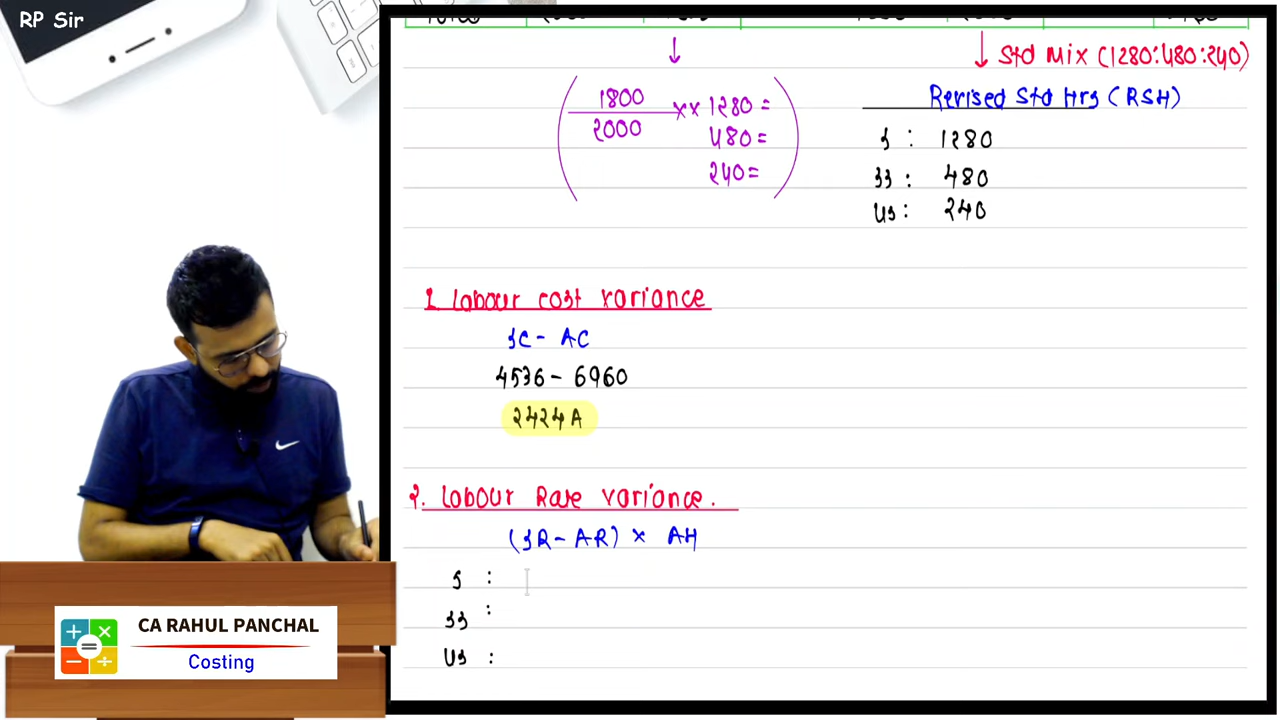 RP Sir
↓ ↓ Std Mix (1280:480:240)
( 1800 / 2000 ×× 1280 =
480 =
240 = )
Revised Std Hrs (RSH)
S : 1280
SS : 480
US : 240
1. Labour cost variance
SC - AC
4536 - 6960
2424 A
2. Labour Rate variance.
(SR - AR) × AH
S :
SS :
US :
CA RAHUL PANCHAL
Costing